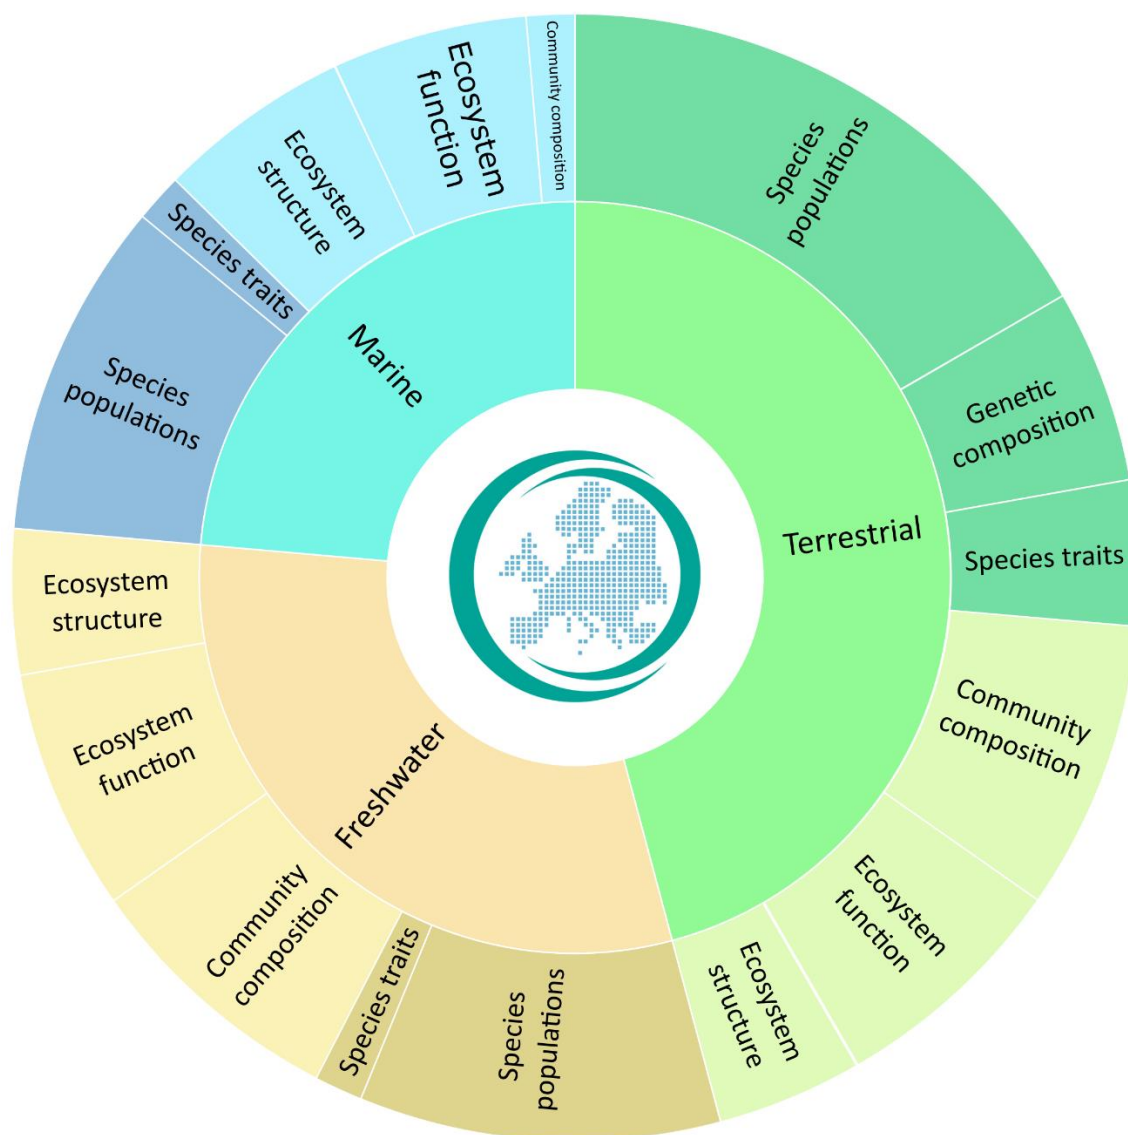 Community composition
Ecosystem
function
Ecosystem
structure
Species traits
Species
populations
Marine
Species
populations
Genetic
composition
Species traits
Terrestrial
Community
composition
Ecosystem
function
Ecosystem
structure
Ecosystem
structure
Ecosystem
function
Freshwater
Community
composition
Species traits
Species
populations